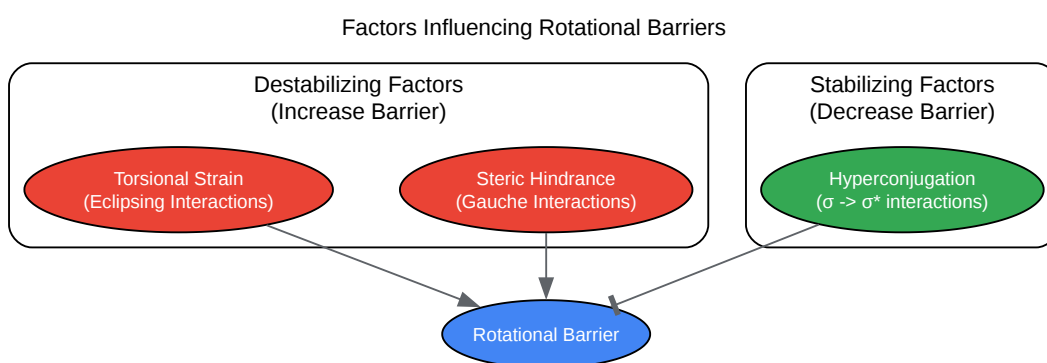 Factors Influencing Rotational Barriers
Destabilizing Factors
(Increase Barrier)
Stabilizing Factors
(Decrease Barrier)
Torsional Strain
(Eclipsing Interactions)
Steric Hindrance
(Gauche Interactions)
Hyperconjugation
(σ -> σ* interactions)
Rotational Barrier